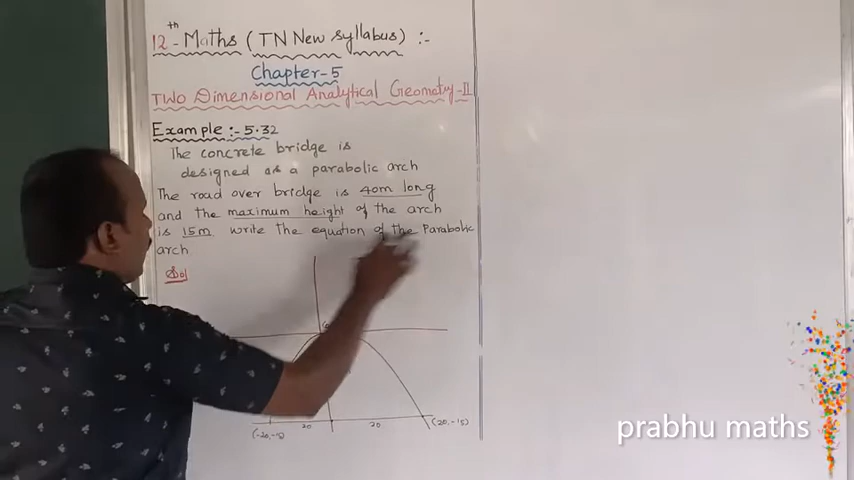 12th - Maths (TN New syllabus) :-
Chapter-5
TWO Dimensional Analytical Geometry-II
Example :- 5.32
The concrete bridge is
designed as a parabolic arch
The road over bridge is 40m long
and the maximum height of the arch
is 15m. write the equation of the Parabolic
arch.
Sol
20
20
(20,-15)
prabhu maths